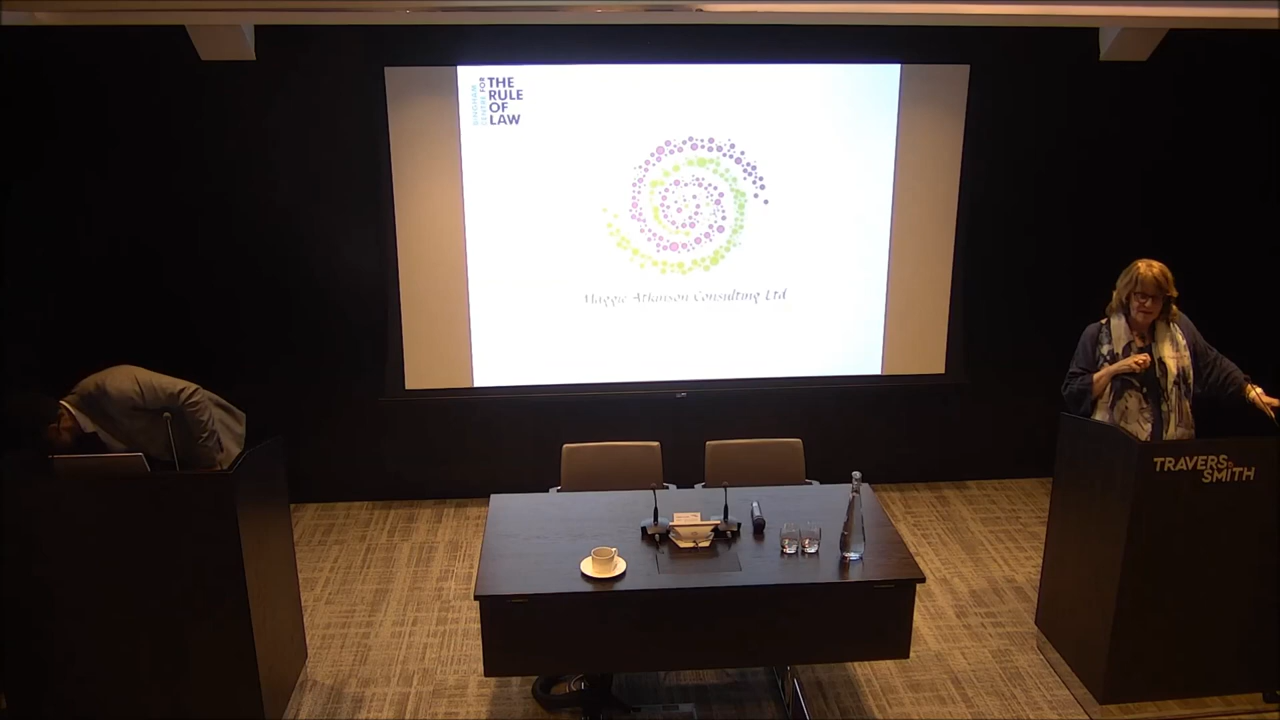 BINGHAM
CENTRE FOR
THE
RULE
OF
LAW
Maggie Atkinson Consulting Ltd
TRAVERS
SMITH